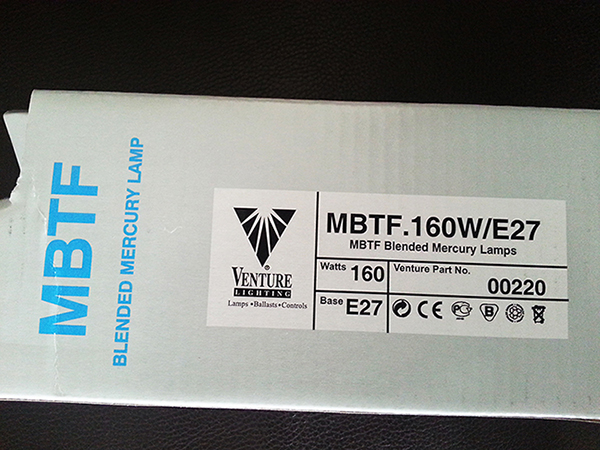 MBTF
BLENDED MERCURY LAMP
VENTURE®
LIGHTING
Lamps • Ballasts • Controls
MBTF.160W/E27
MBTF Blended Mercury Lamps
Watts 160
Venture Part No.
00220
Base E27
CE
B